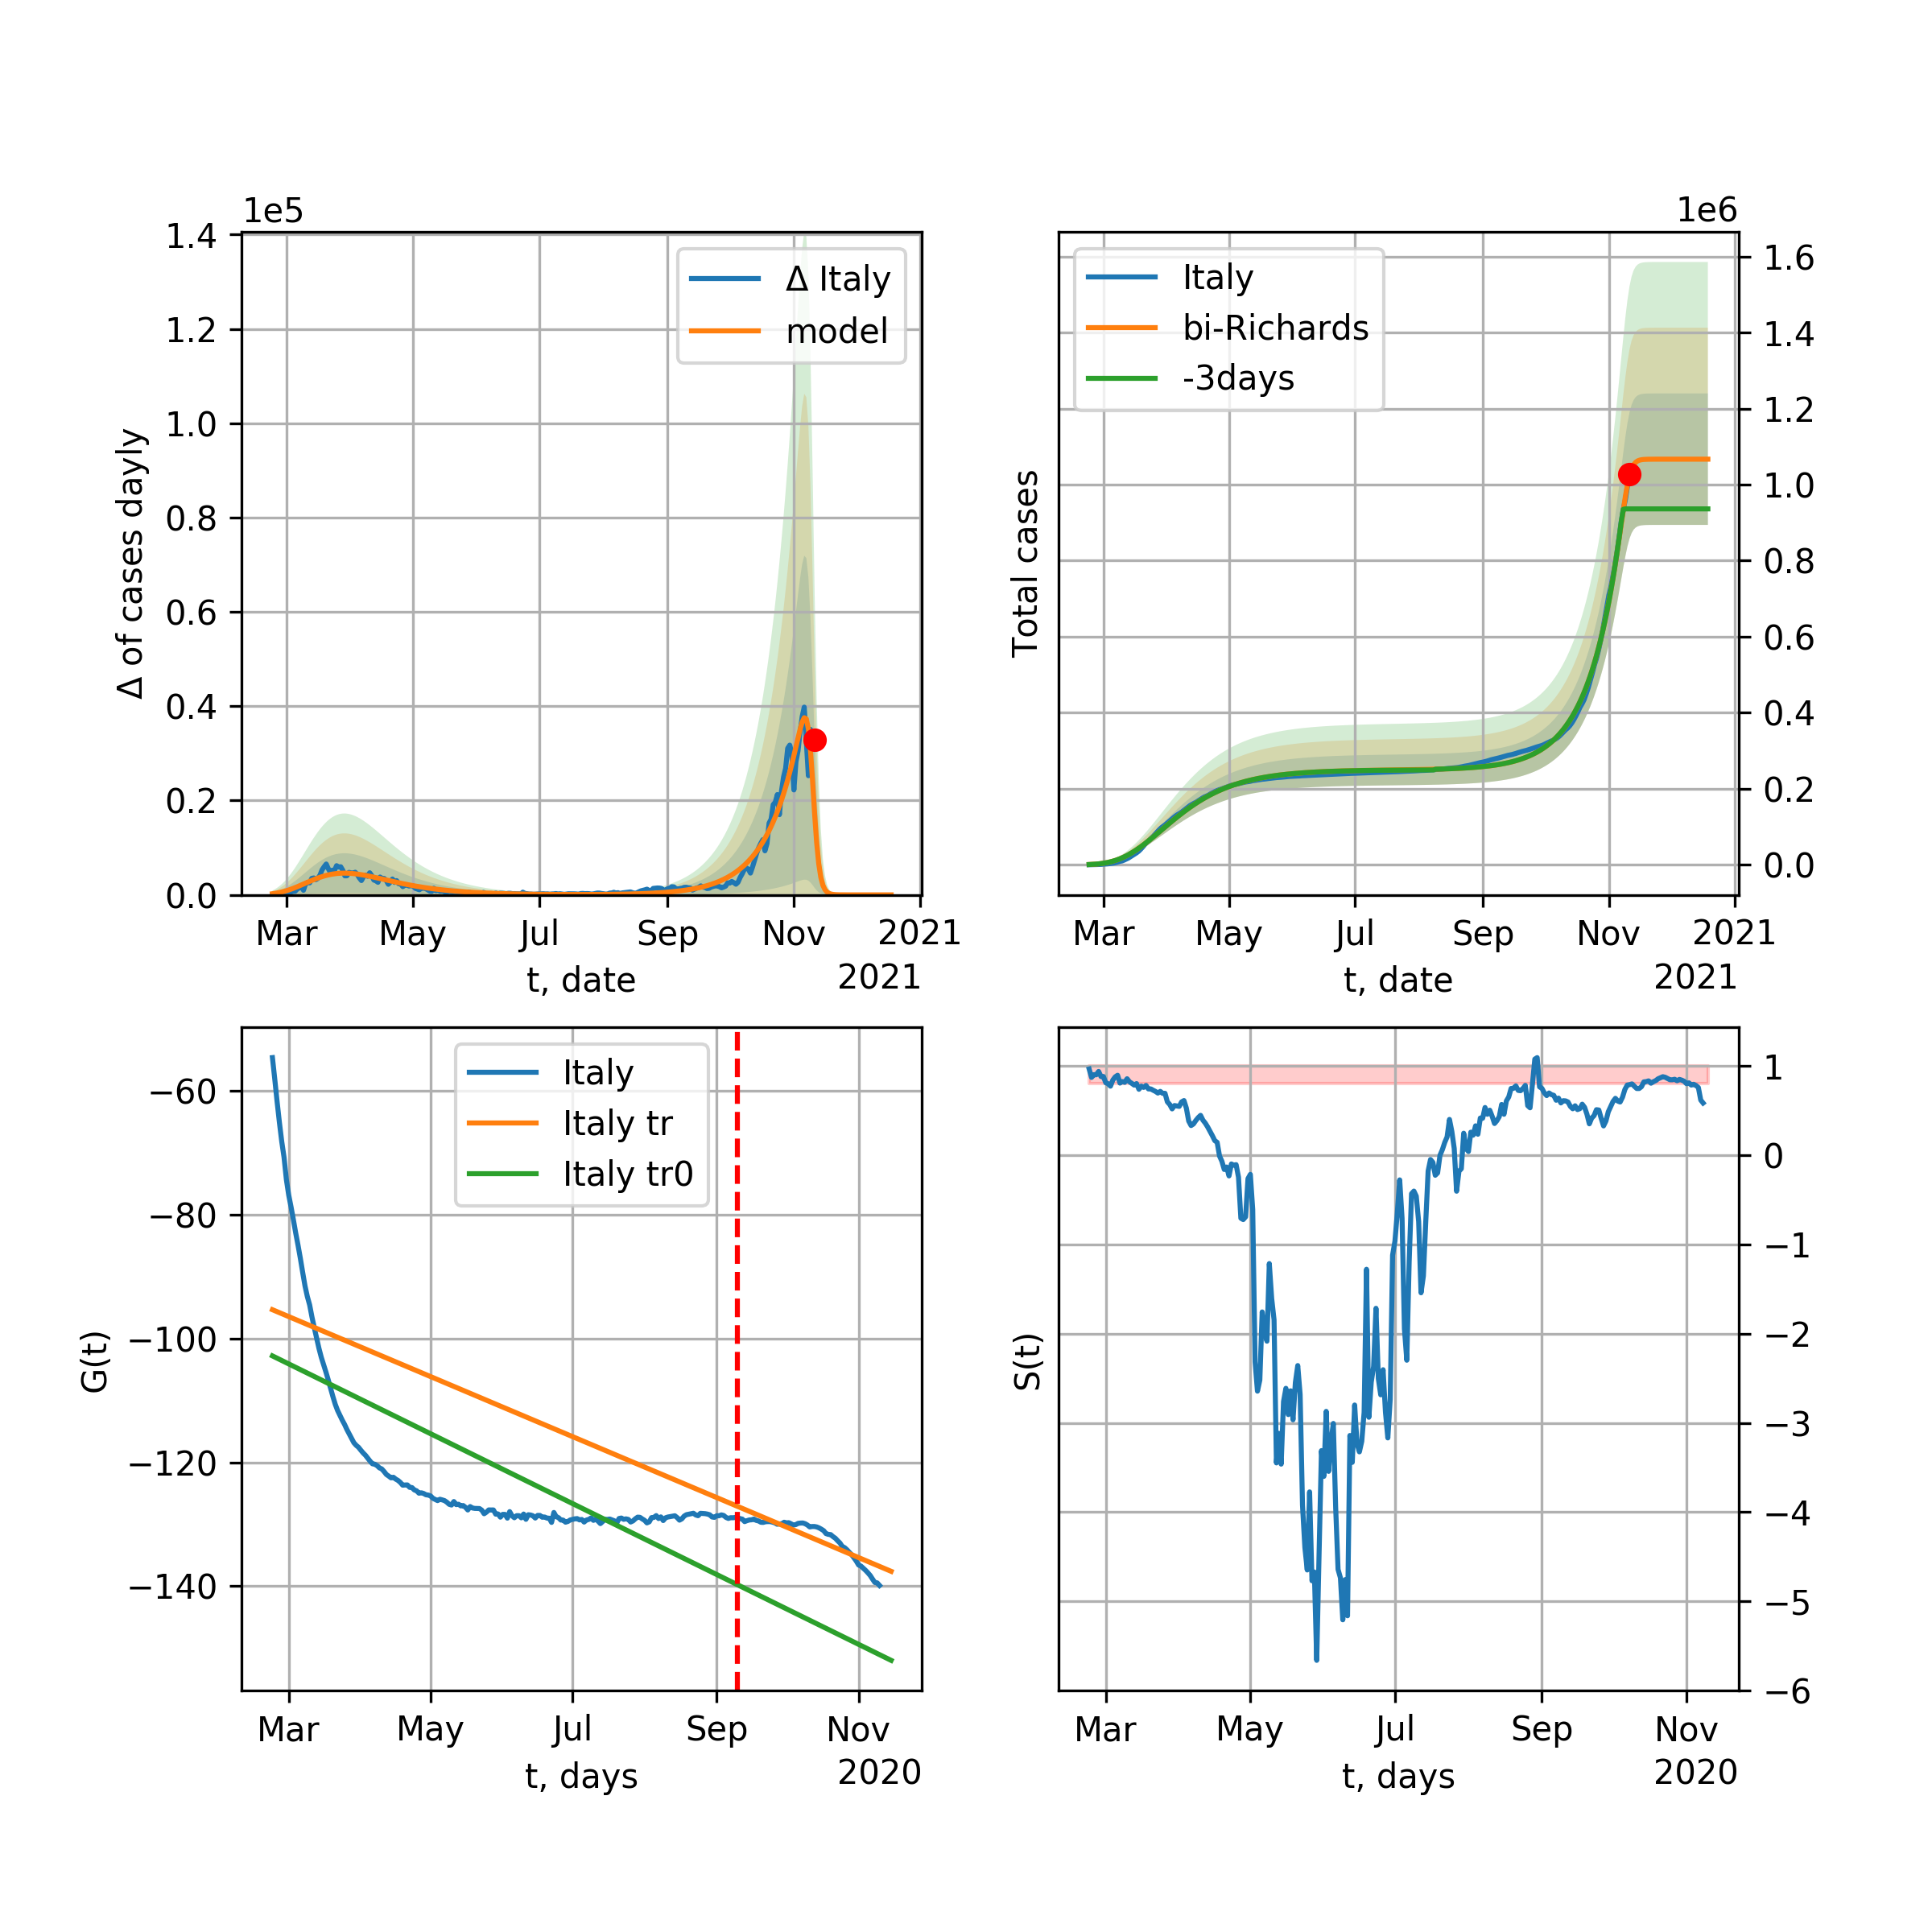 1e5
1.4
1.2
1.0
0.8
0.6
0.4
0.2
0.0
Δ of cases dayly
Δ Italy
model
Mar May Jul Sep Nov 2021
t, date
2021
1e6
1.6
1.4
1.2
1.0
0.8
0.6
0.4
0.2
0.0
Total cases
Italy
bi-Richards
-3days
Mar May Jul Sep Nov 2021
t, date
2021
−60
−80
−100
−120
−140
G(t)
Italy
Italy tr
Italy tr0
Mar May Jul Sep Nov
t, days
2020
1
0
−1
−2
−3
−4
−5
−6
S(t)
Mar May Jul Sep Nov
t, days
2020